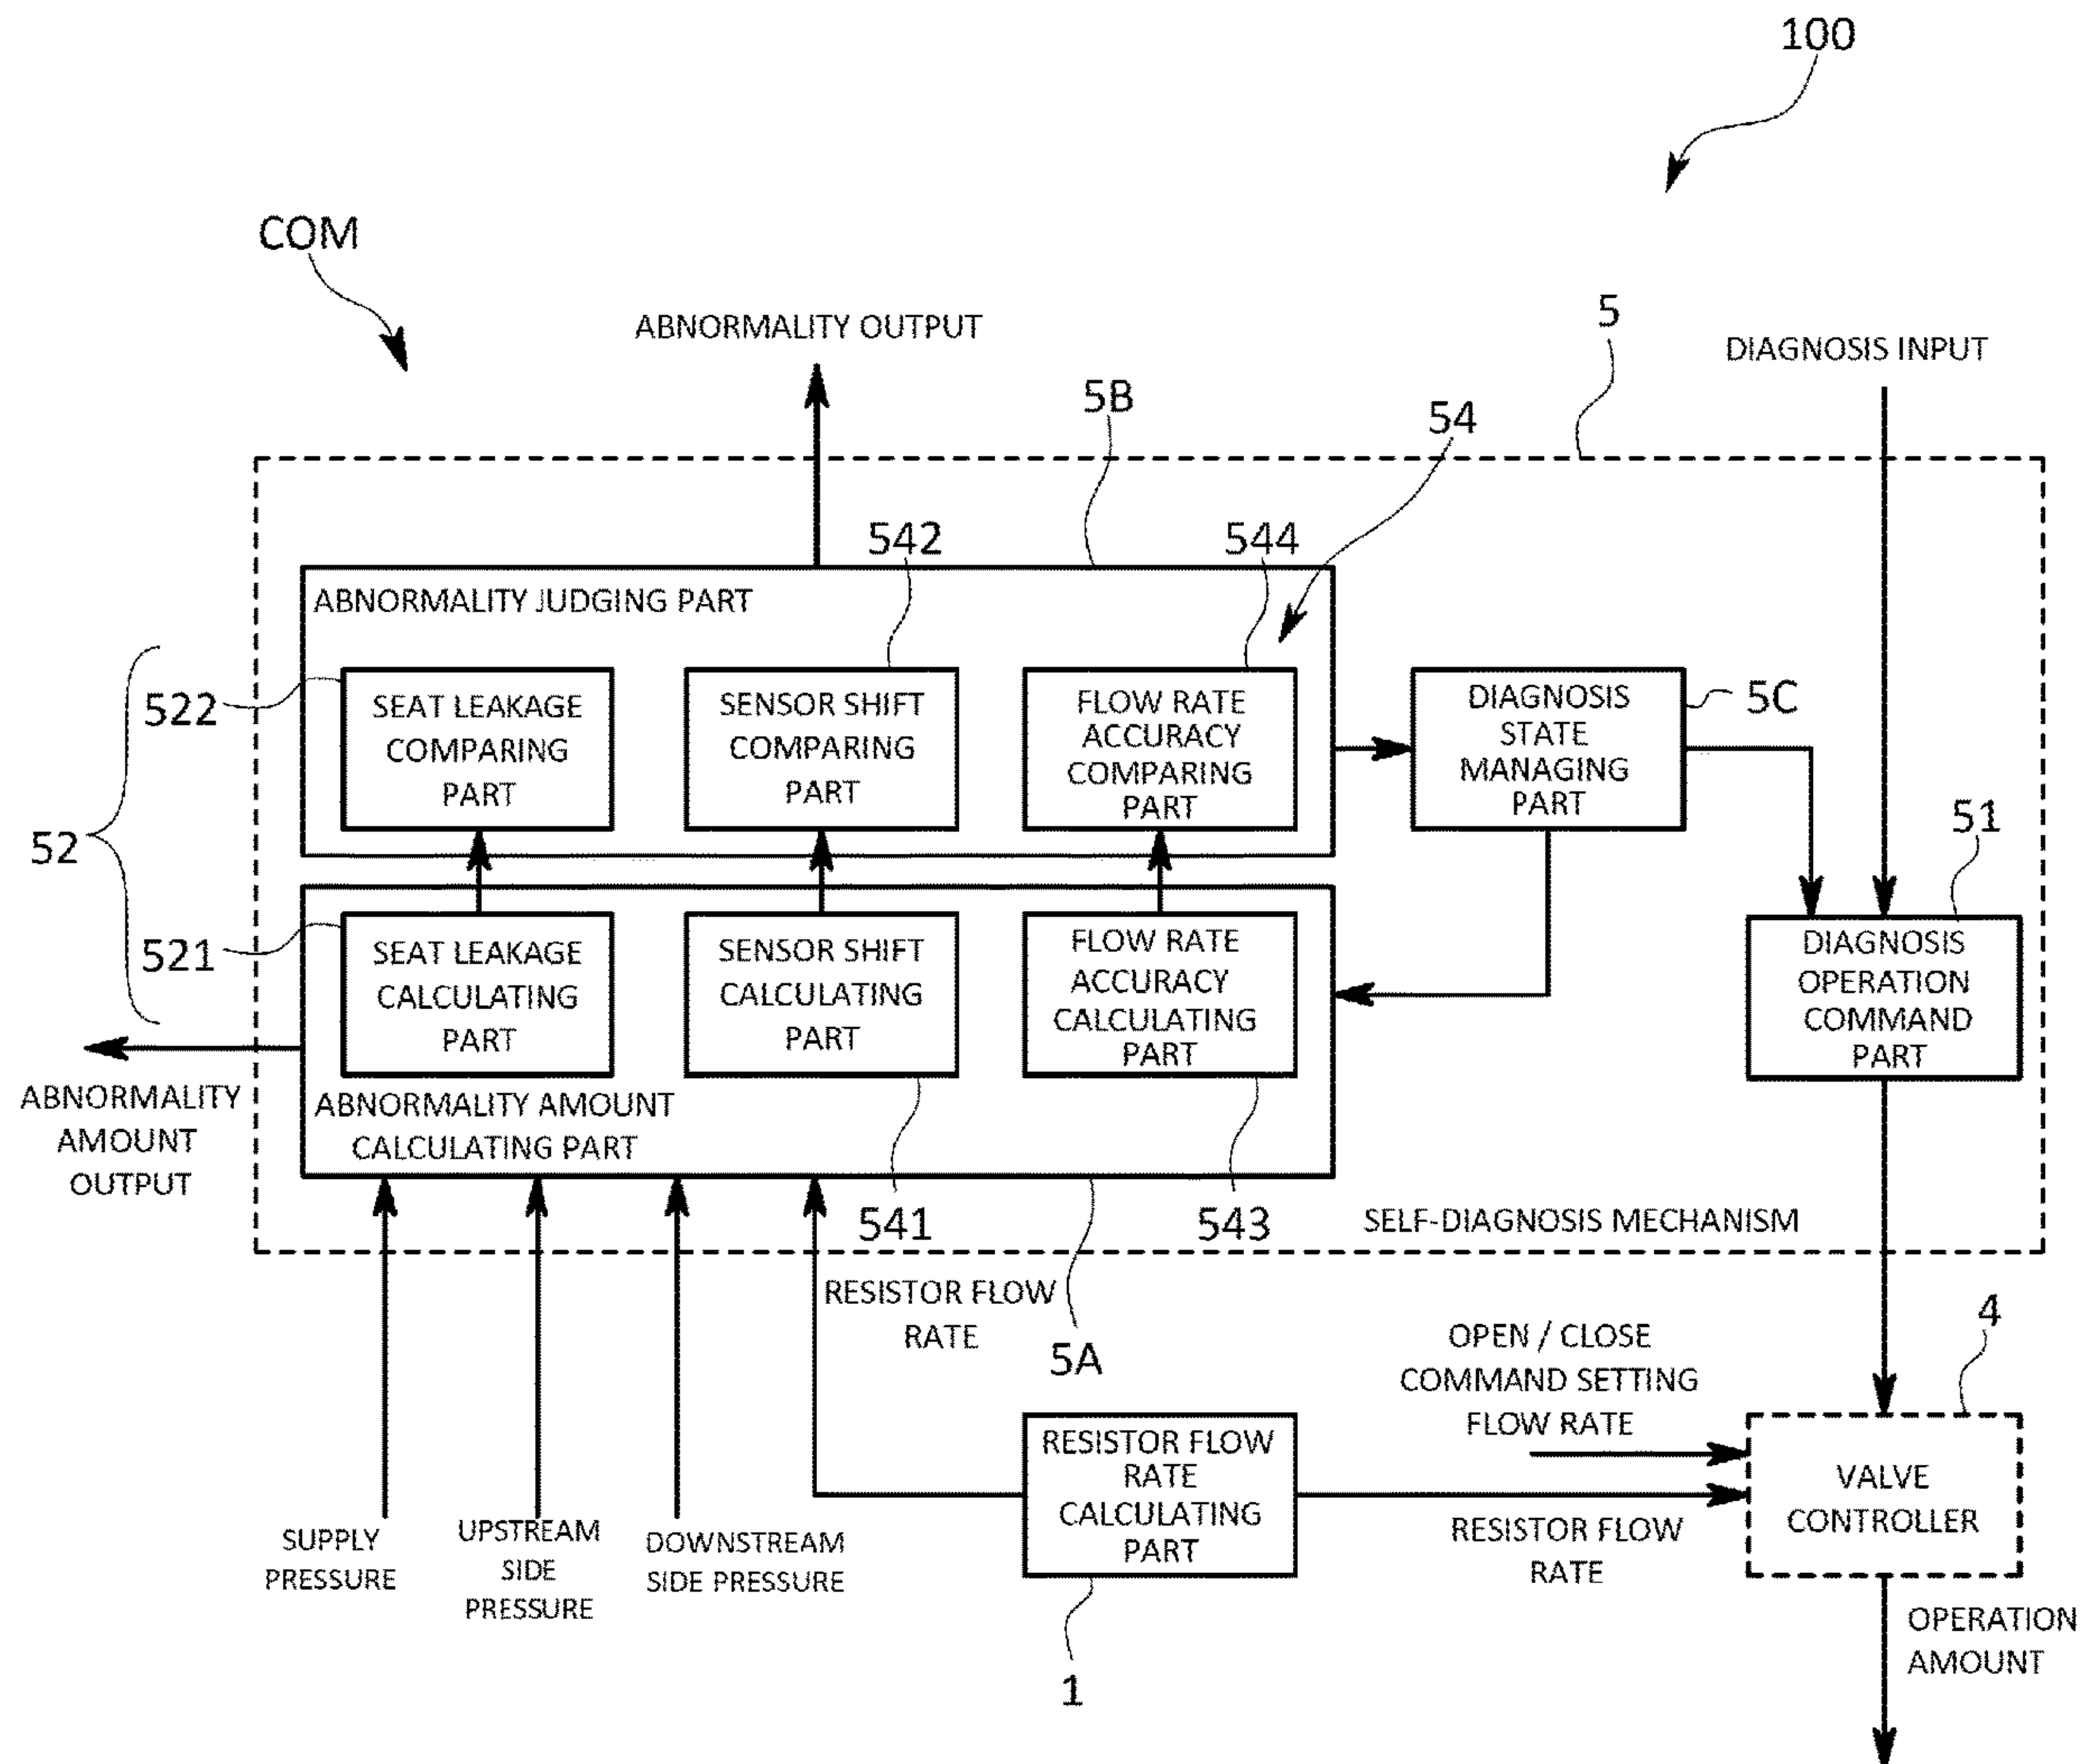 100
COM
ABNORMALITY OUTPUT
5
DIAGNOSIS INPUT
5B
54
542
544
ABNORMALITY JUDGING PART
522
SEAT LEAKAGE
COMPARING
PART
SENSOR SHIFT
COMPARING
PART
FLOW RATE
ACCURACY
COMPARING
PART
DIAGNOSIS
STATE
MANAGING
PART
5C
52
51
521
SEAT LEAKAGE
CALCULATING
PART
SENSOR SHIFT
CALCULATING
PART
FLOW RATE
ACCURACY
CALCULATING
PART
DIAGNOSIS
OPERATION
COMMAND
PART
ABNORMALITY
AMOUNT
OUTPUT
ABNORMALITY AMOUNT
CALCULATING PART
541
543
SELF-DIAGNOSIS MECHANISM
RESISTOR FLOW
RATE
5A
OPEN / CLOSE
COMMAND SETTING
FLOW RATE
4
RESISTOR FLOW
RATE
CALCULATING
PART
VALVE
CONTROLLER
SUPPLY
PRESSURE
UPSTREAM
SIDE
PRESSURE
DOWNSTREAM
SIDE PRESSURE
RESISTOR FLOW
RATE
1
OPERATION
AMOUNT